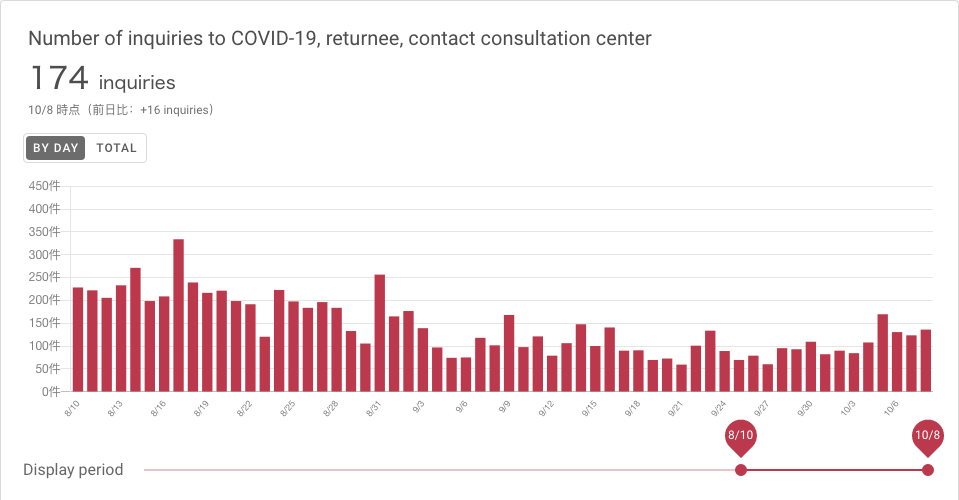 Number of inquiries to COVID-19, returnee, contact consultation center
174 inquiries
10/8 時点（前日比：+16 inquiries）
BY DAY TOTAL
450件
400件
350件
300件
250件
200件
150件
100件
50件
0件
8/10 8/13 8/16 8/19 8/22 8/25 8/28 8/31 9/3 9/6 9/9 9/12 9/15 9/18 9/21 9/24 9/27 9/30 10/3 10/6
8/10 10/8
Display period